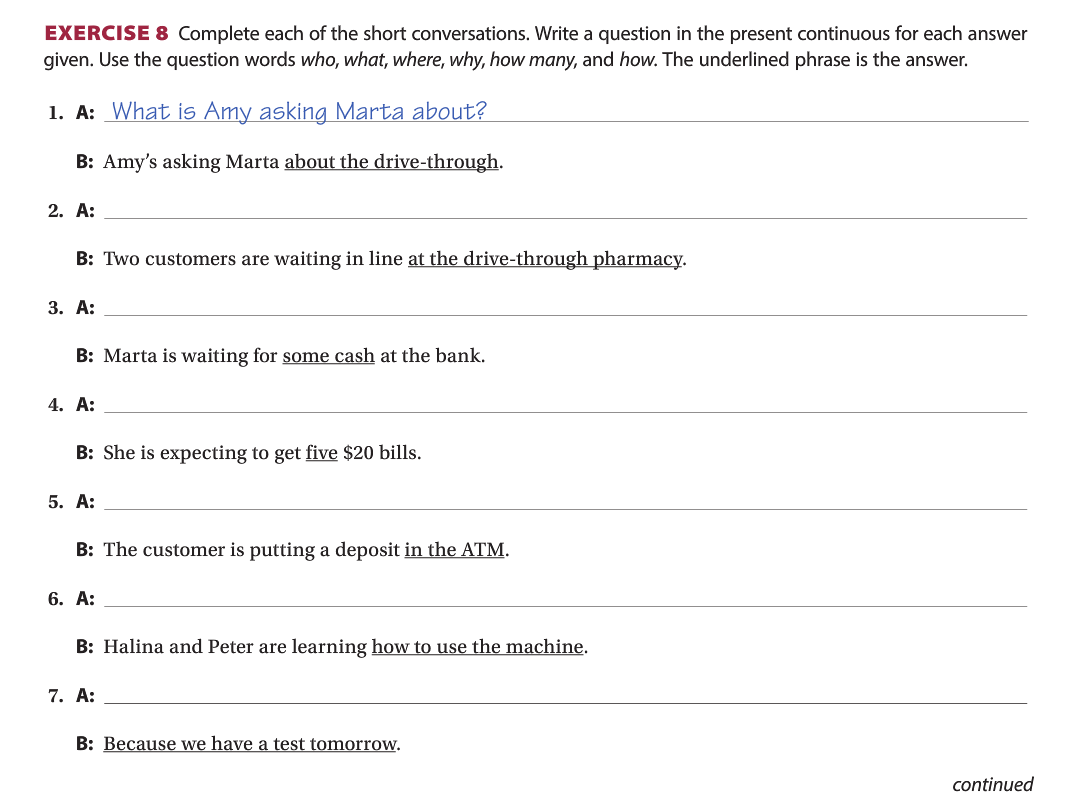 EXERCISE 8 Complete each of the short conversations. Write a question in the present continuous for each answer
given. Use the question words who, what, where, why, how many, and how. The underlined phrase is the answer.
1. A: What is Amy asking Marta about?
B: Amy’s asking Marta about the drive-through.
2. A:
B: Two customers are waiting in line at the drive-through pharmacy.
3. A:
B: Marta is waiting for some cash at the bank.
4. A:
B: She is expecting to get five $20 bills.
5. A:
B: The customer is putting a deposit in the ATM.
6. A:
B: Halina and Peter are learning how to use the machine.
7. A:
B: Because we have a test tomorrow.
continued